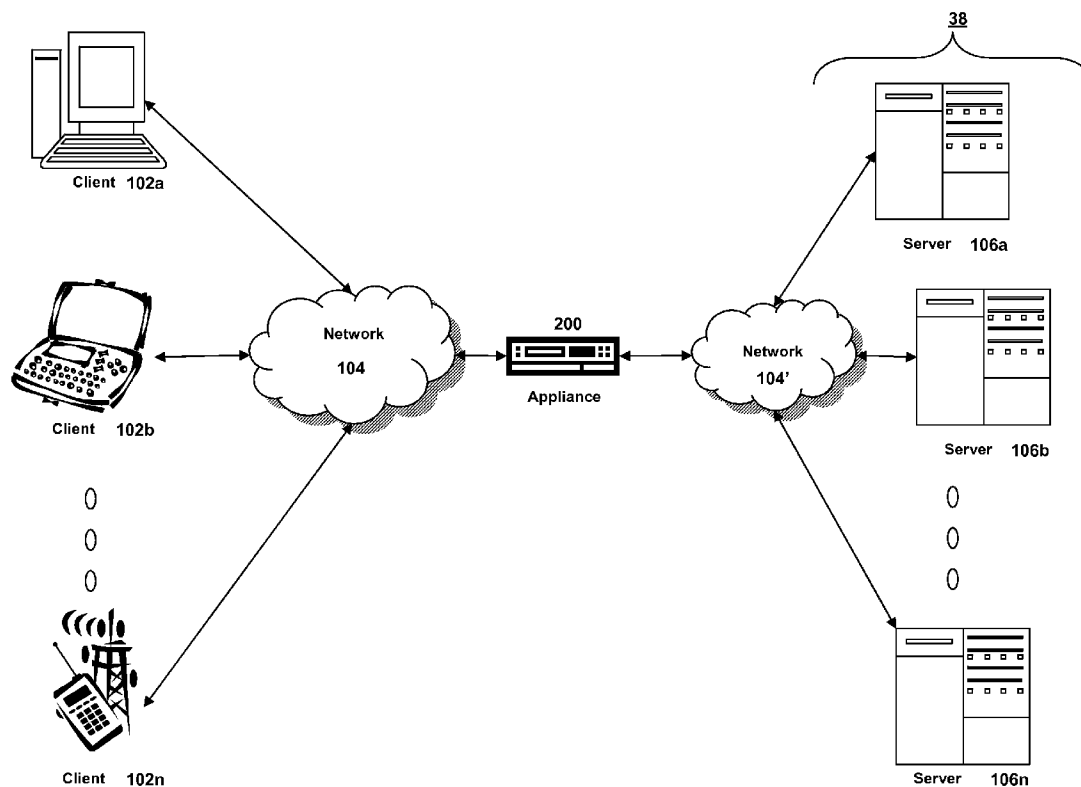 38
Client 102a
Server 106a
Network
104
200
Appliance
Network
104'
Client 102b
Server 106b
Client 102n
Server 106n